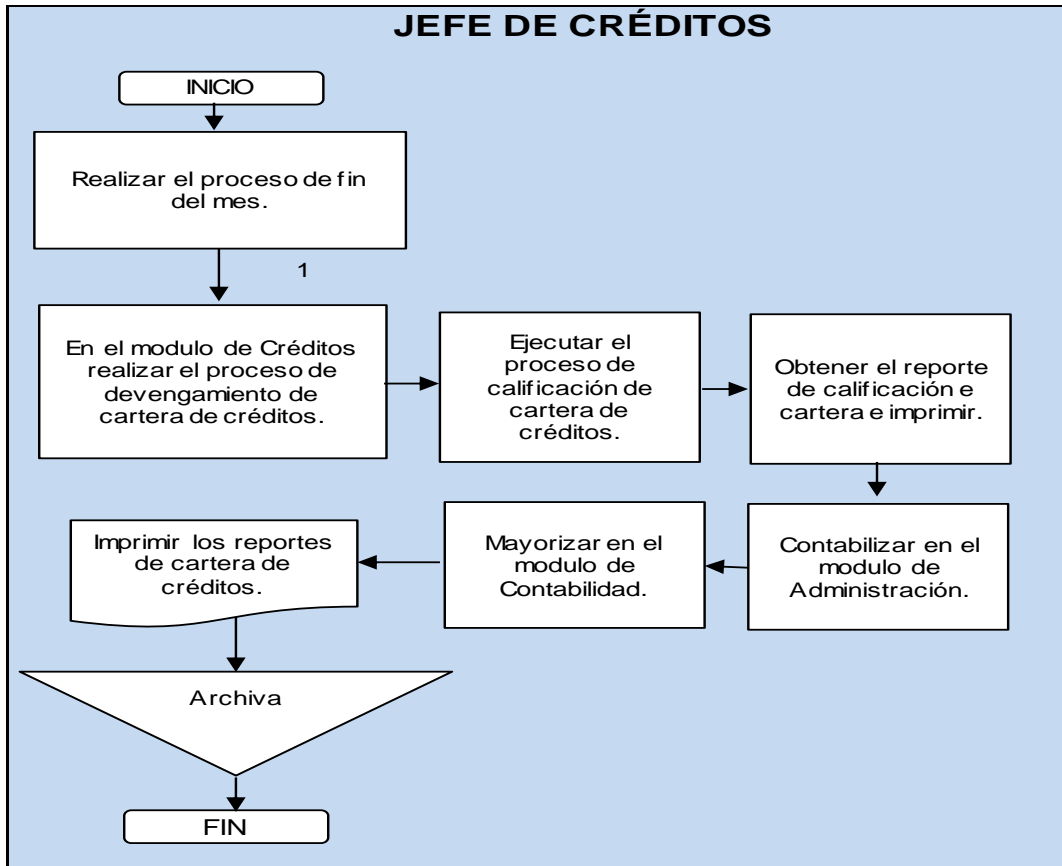 JEFE DE CRÉDITOS
INICIO
Realizar el proceso de fin
del mes.
1
En el modulo de Créditos
realizar el proceso de
devengamiento de
cartera de créditos.
Ejecutar el
proceso de
calificación de
cartera de
créditos.
Obtener el reporte
de calificación e
cartera e imprimir.
Contabilizar en el
modulo de
Administración.
Mayorizar en el
modulo de
Contabilidad.
Imprimir los reportes
de cartera de
créditos.
Archiva
FIN